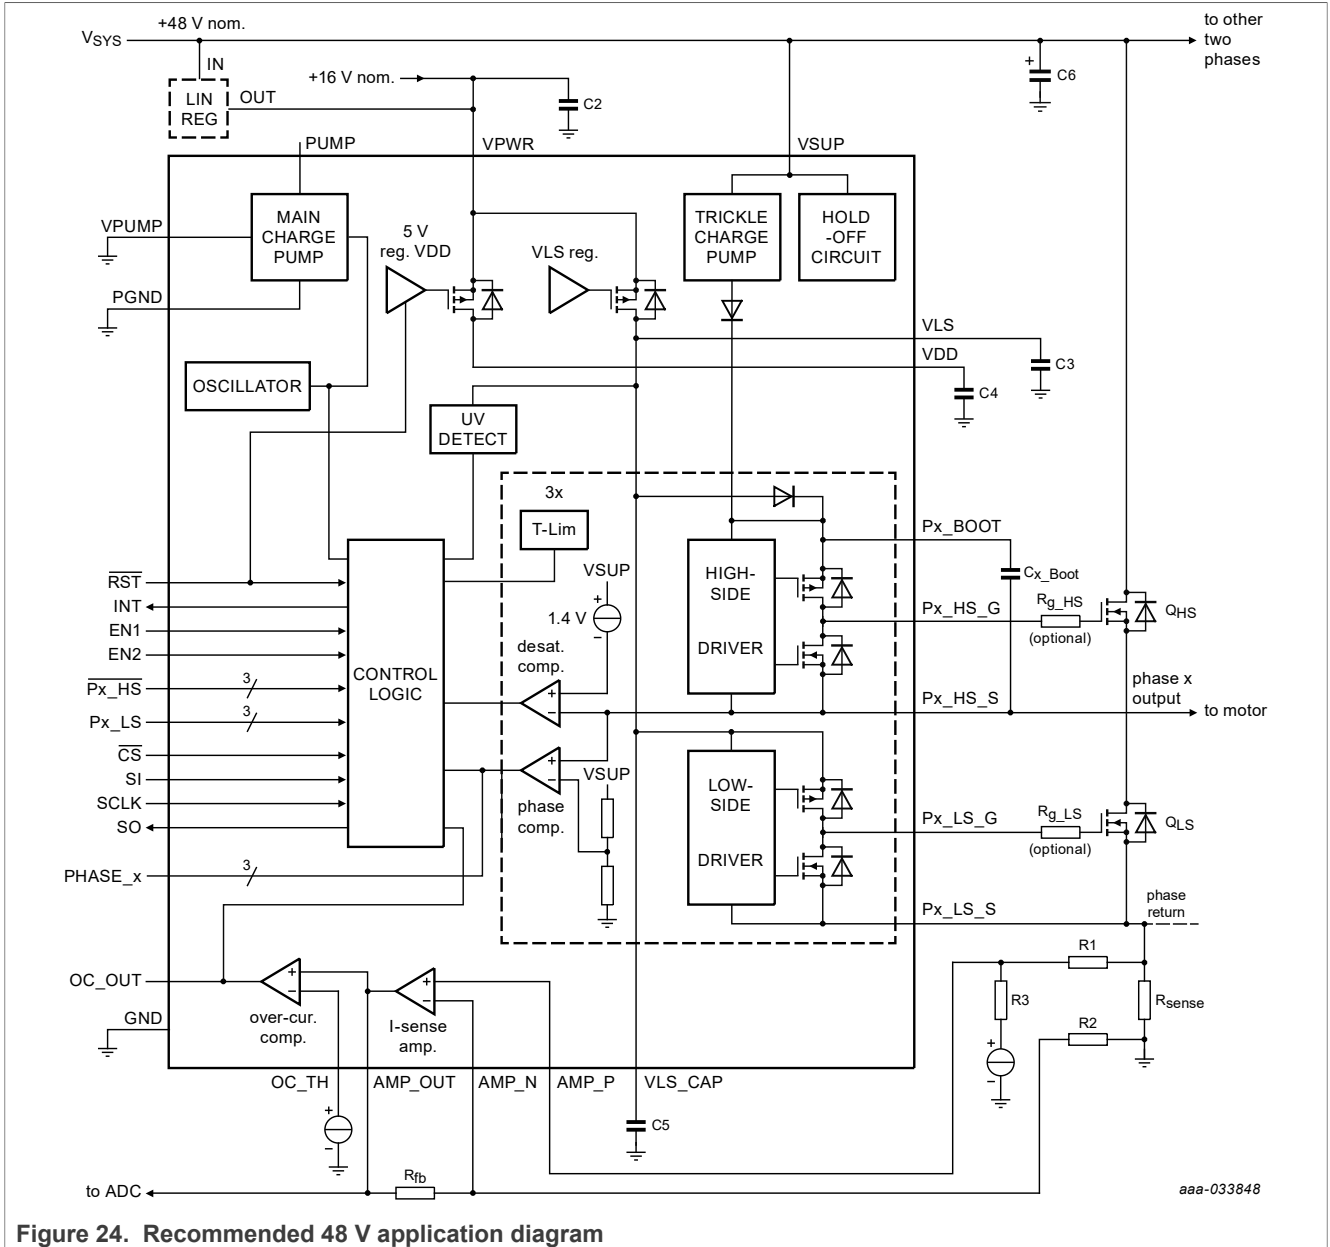 +48 V nom.
VSYS
to other
two
phases
IN
+16 V nom.
+
C6
LIN
REG
OUT
C2
PUMP
VPWR
VSUP
MAIN
CHARGE
PUMP
VPUMP
5 V
reg. VDD
VLS reg.
TRICKLE
CHARGE
PUMP
HOLD
-OFF
CIRCUIT
PGND
VLS
VDD
C3
OSCILLATOR
C4
UV
DETECT
3x
T-Lim
Px_BOOT
VSUP
+
1.4 V
−
HIGH-
SIDE
DRIVER
Cx_Boot
RST
INT
EN1
EN2
Px_HS
3
Px_LS
3
CS
SI
SCLK
SO
CONTROL
LOGIC
Px_HS_G
Rg_HS
(optional)
QHS
desat.
comp.
+
−
Px_HS_S
phase x
output
to motor
+
−
VSUP
phase
comp.
LOW-
SIDE
DRIVER
Px_LS_G
Rg_LS
(optional)
QLS
PHASE_x
3
Px_LS_S
phase
return
R1
OC_OUT
+
−
over-cur.
comp.
+
−
I-sense
amp.
R3
Rsense
GND
R2
+
−
OC_TH
AMP_OUT
AMP_N
AMP_P
VLS_CAP
+
−
C5
Rfb
to ADC
aaa-033848
Figure 24. Recommended 48 V application diagram